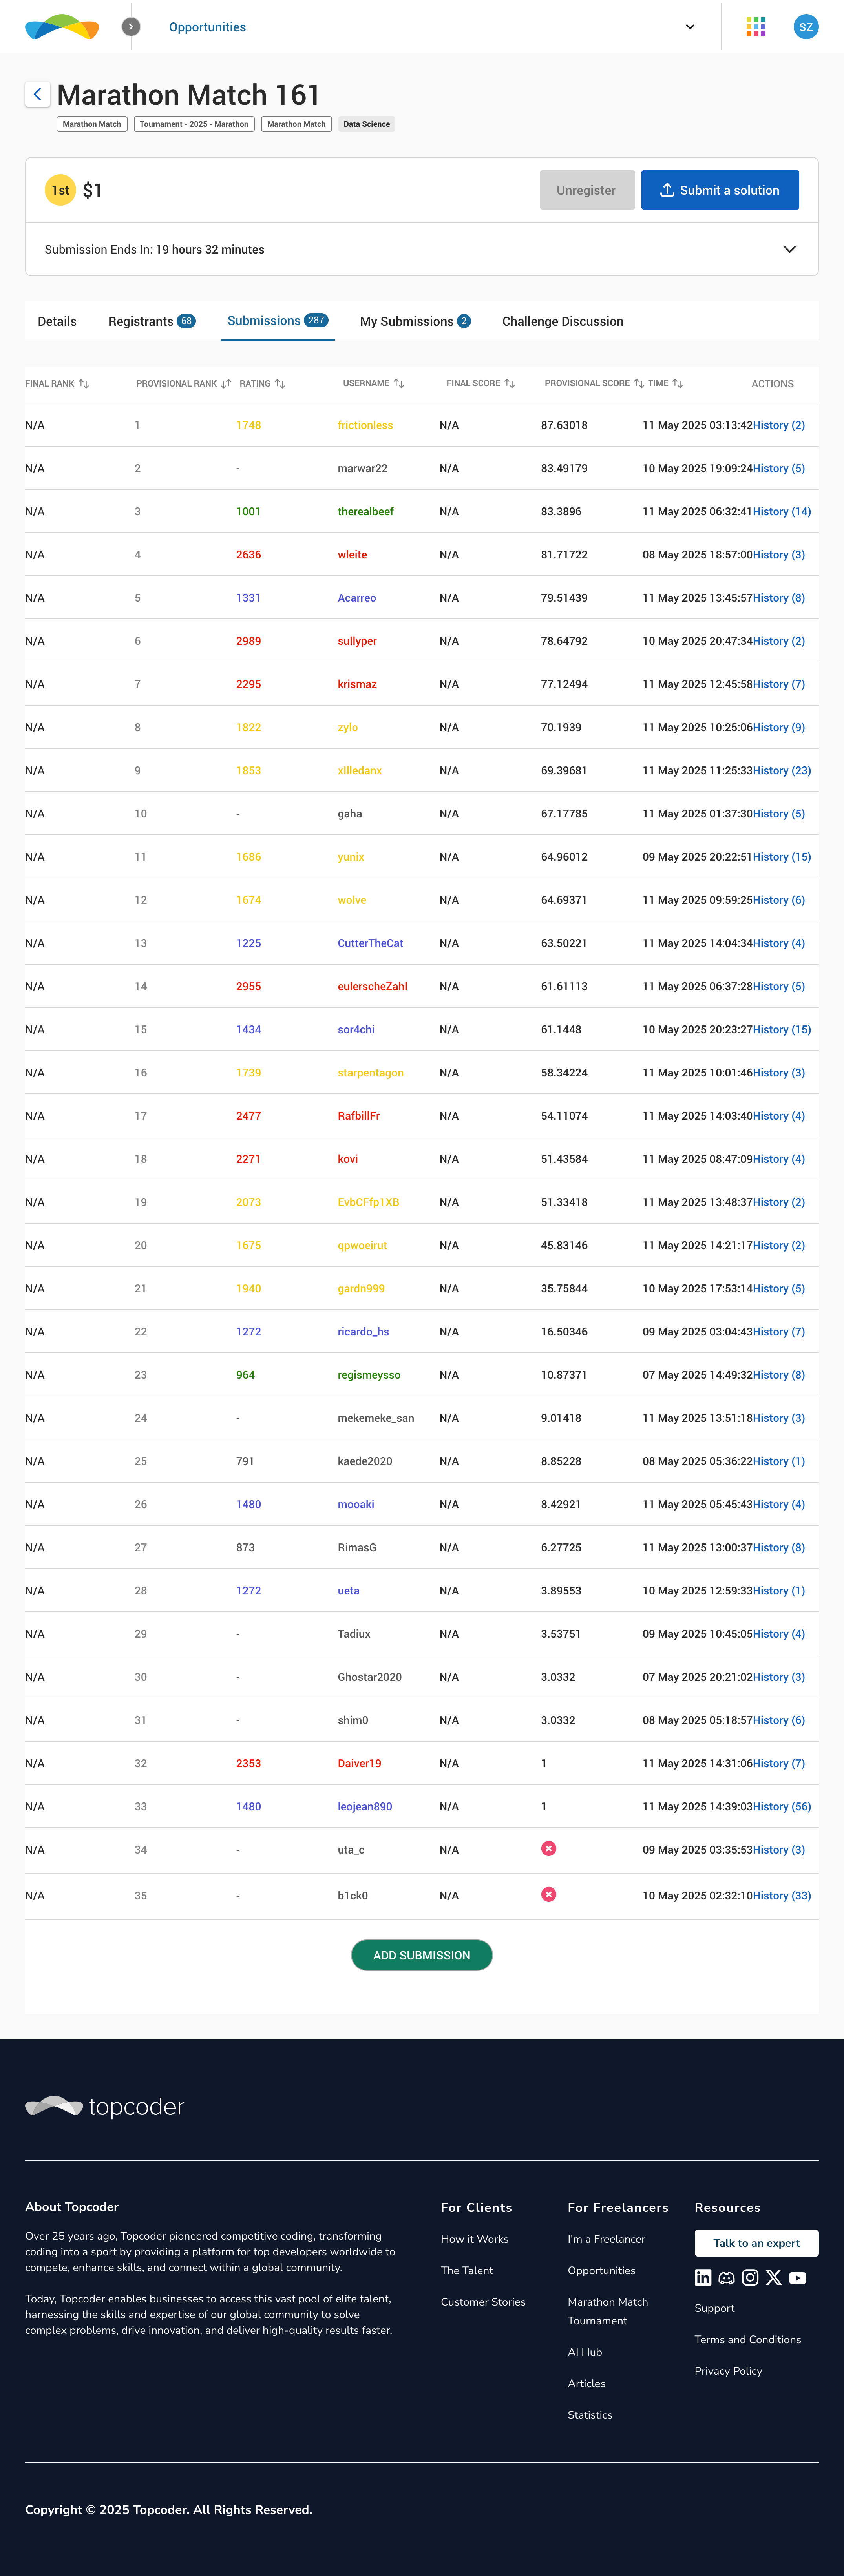 Opportunities
SZ
Marathon Match 161
Marathon Match Tournament - 2025 - Marathon Marathon Match Data Science
1st $1 Unregister Submit a solution
Submission Ends In: 19 hours 32 minutes
Details Registrants 68 Submissions 287 My Submissions 2 Challenge Discussion
FINAL RANK PROVISIONAL RANK RATING USERNAME FINAL SCORE PROVISIONAL SCORE TIME ACTIONS
N/A 1 1748 frictionless N/A 87.63018 11 May 2025 03:13:42 History (2)
N/A 2 - marwar22 N/A 83.49179 10 May 2025 19:09:24 History (5)
N/A 3 1001 therealbeef N/A 83.3896 11 May 2025 06:32:41 History (14)
N/A 4 2636 wleite N/A 81.71722 08 May 2025 18:57:00 History (3)
N/A 5 1331 Acarreo N/A 79.51439 11 May 2025 13:45:57 History (8)
N/A 6 2989 sullyper N/A 78.64792 10 May 2025 20:47:34 History (2)
N/A 7 2295 krismaz N/A 77.12494 11 May 2025 12:45:58 History (7)
N/A 8 1822 zylo N/A 70.1939 11 May 2025 10:25:06 History (9)
N/A 9 1853 xIlledanx N/A 69.39681 11 May 2025 11:25:33 History (23)
N/A 10 - gaha N/A 67.17785 11 May 2025 01:37:30 History (5)
N/A 11 1686 yunix N/A 64.96012 09 May 2025 20:22:51 History (15)
N/A 12 1674 wolve N/A 64.69371 11 May 2025 09:59:25 History (6)
N/A 13 1225 CutterTheCat N/A 63.50221 11 May 2025 14:04:34 History (4)
N/A 14 2955 eulerscheZahl N/A 61.61113 11 May 2025 06:37:28 History (5)
N/A 15 1434 sor4chi N/A 61.1448 10 May 2025 20:23:27 History (15)
N/A 16 1739 starpentagon N/A 58.34224 11 May 2025 10:01:46 History (3)
N/A 17 2477 RafbillFr N/A 54.11074 11 May 2025 14:03:40 History (4)
N/A 18 2271 kovi N/A 51.43584 11 May 2025 08:47:09 History (4)
N/A 19 2073 EvbCFfp1XB N/A 51.33418 11 May 2025 13:48:37 History (2)
N/A 20 1675 qpwoeirut N/A 45.83146 11 May 2025 14:21:17 History (2)
N/A 21 1940 gardn999 N/A 35.75844 10 May 2025 17:53:14 History (5)
N/A 22 1272 ricardo_hs N/A 16.50346 09 May 2025 03:04:43 History (7)
N/A 23 964 regismeysso N/A 10.87371 07 May 2025 14:49:32 History (8)
N/A 24 - mekemeke_san N/A 9.01418 11 May 2025 13:51:18 History (3)
N/A 25 791 kaede2020 N/A 8.85228 08 May 2025 05:36:22 History (1)
N/A 26 1480 mooaki N/A 8.42921 11 May 2025 05:45:43 History (4)
N/A 27 873 RimasG N/A 6.27725 11 May 2025 13:00:37 History (8)
N/A 28 1272 ueta N/A 3.89553 10 May 2025 12:59:33 History (1)
N/A 29 - Tadiux N/A 3.53751 09 May 2025 10:45:05 History (4)
N/A 30 - Ghostar2020 N/A 3.0332 07 May 2025 20:21:02 History (3)
N/A 31 - shim0 N/A 3.0332 08 May 2025 05:18:57 History (6)
N/A 32 2353 Daiver19 N/A 1 11 May 2025 14:31:06 History (7)
N/A 33 1480 leojean890 N/A 1 11 May 2025 14:39:03 History (56)
N/A 34 - uta_c N/A 09 May 2025 03:35:53 History (3)
N/A 35 - b1ck0 N/A 10 May 2025 02:32:10 History (33)
ADD SUBMISSION
topcoder
About Topcoder
Over 25 years ago, Topcoder pioneered competitive coding, transforming
coding into a sport by providing a platform for top developers worldwide to
compete, enhance skills, and connect within a global community.
Today, Topcoder enables businesses to access this vast pool of elite talent,
harnessing the skills and expertise of our global community to solve
complex problems, drive innovation, and deliver high-quality results faster.
For Clients
How it Works
The Talent
Customer Stories
For Freelancers
I'm a Freelancer
Opportunities
Marathon Match
Tournament
AI Hub
Articles
Statistics
Resources
Talk to an expert
Support
Terms and Conditions
Privacy Policy
Copyright © 2025 Topcoder. All Rights Reserved.